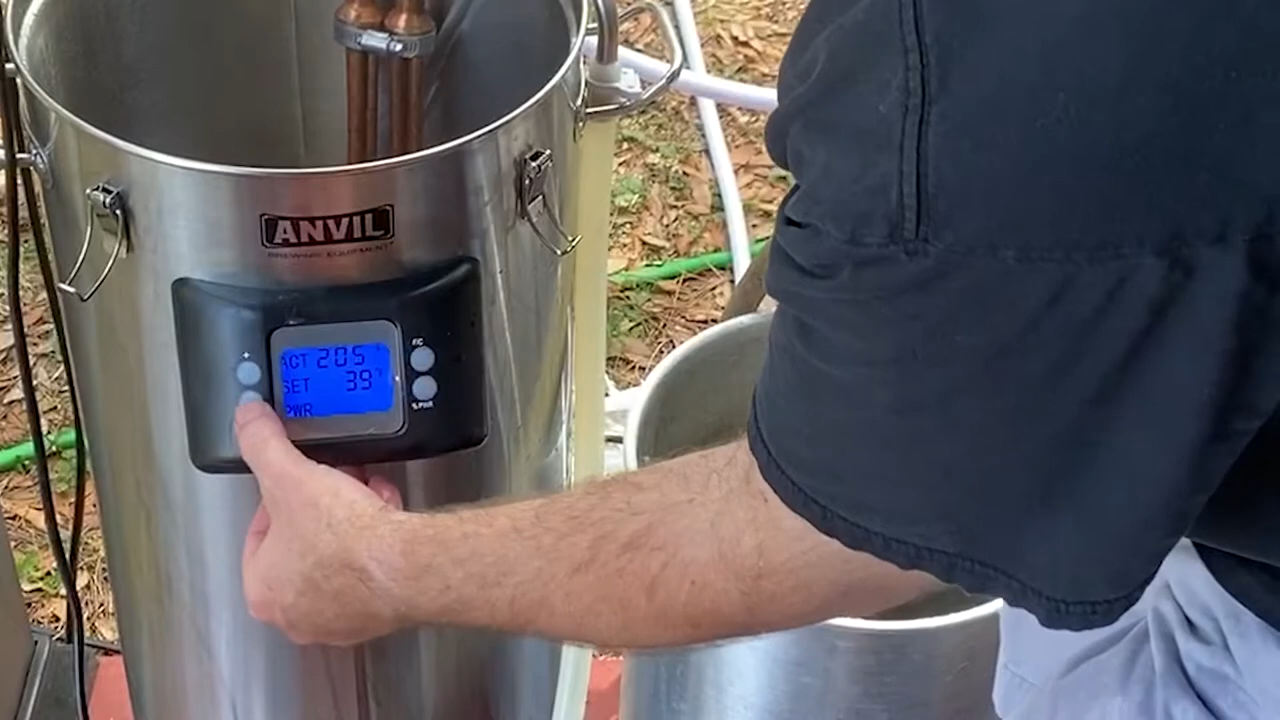 ANVIL
BREWING EQUIPMENT
+
F/C
ACT 205°
SET 39°
PWR
%PWR